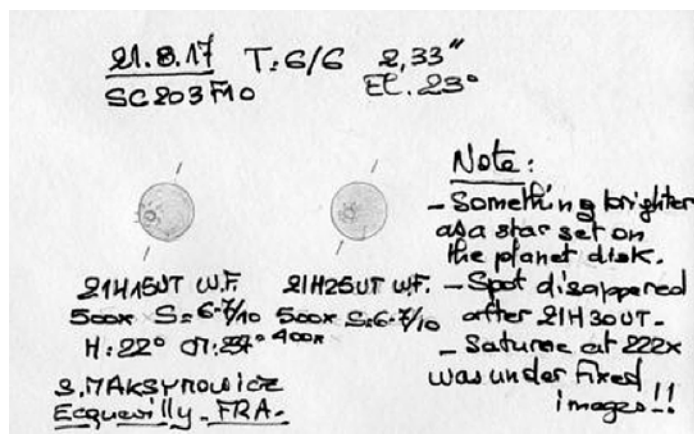 21.8.17 T:6/6 2,33"
SC203 F10 El. 23°
Note:
- Something brighter
as a star set on
the planet disk.
21H15UT W.F. 21H25UT W.F. - Spot disappered
500x S=6-7/10 500x S=6-7/10 after 21H30UT-
H:22° 400x - Saturne at 222x
was under fixed
images!!
S. MAKSYMOWICZ
Ecquevilly - FRA-